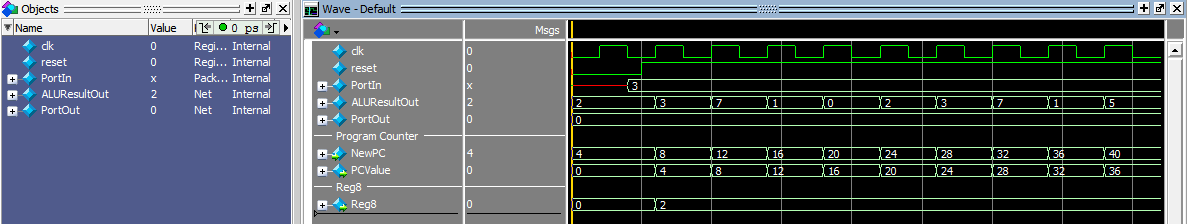 Objects
Name Value 0 ps
clk 0 Regi... Internal
reset 0 Regi... Internal
PortIn x Pack... Internal
ALUResultOut 2 Net Internal
PortOut 0 Net Internal
Wave - Default
Msgs
clk 0
reset 0
PortIn x 3
ALUResultOut 2 2 3 7 1 0 2 3 7 1 5
PortOut 0 0
Program Counter
NewPC 4 4 8 12 16 20 24 28 32 36 40
PCValue 0 0 4 8 12 16 20 24 28 32 36
Reg8
Reg8 0 0 2